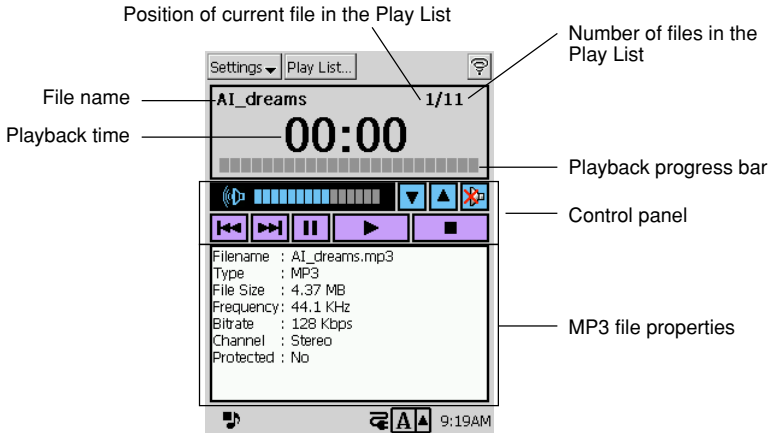 Position of current file in the Play List
Number of files in the
Play List
Settings Play List...
File name
AI_dreams 1/11
Playback time
00:00
Playback progress bar
Control panel
Filename : AI_dreams.mp3
Type : MP3
File Size : 4.37 MB
Frequency: 44.1 KHz
Bitrate : 128 Kbps
Channel : Stereo
Protected : No
MP3 file properties
A 9:19AM